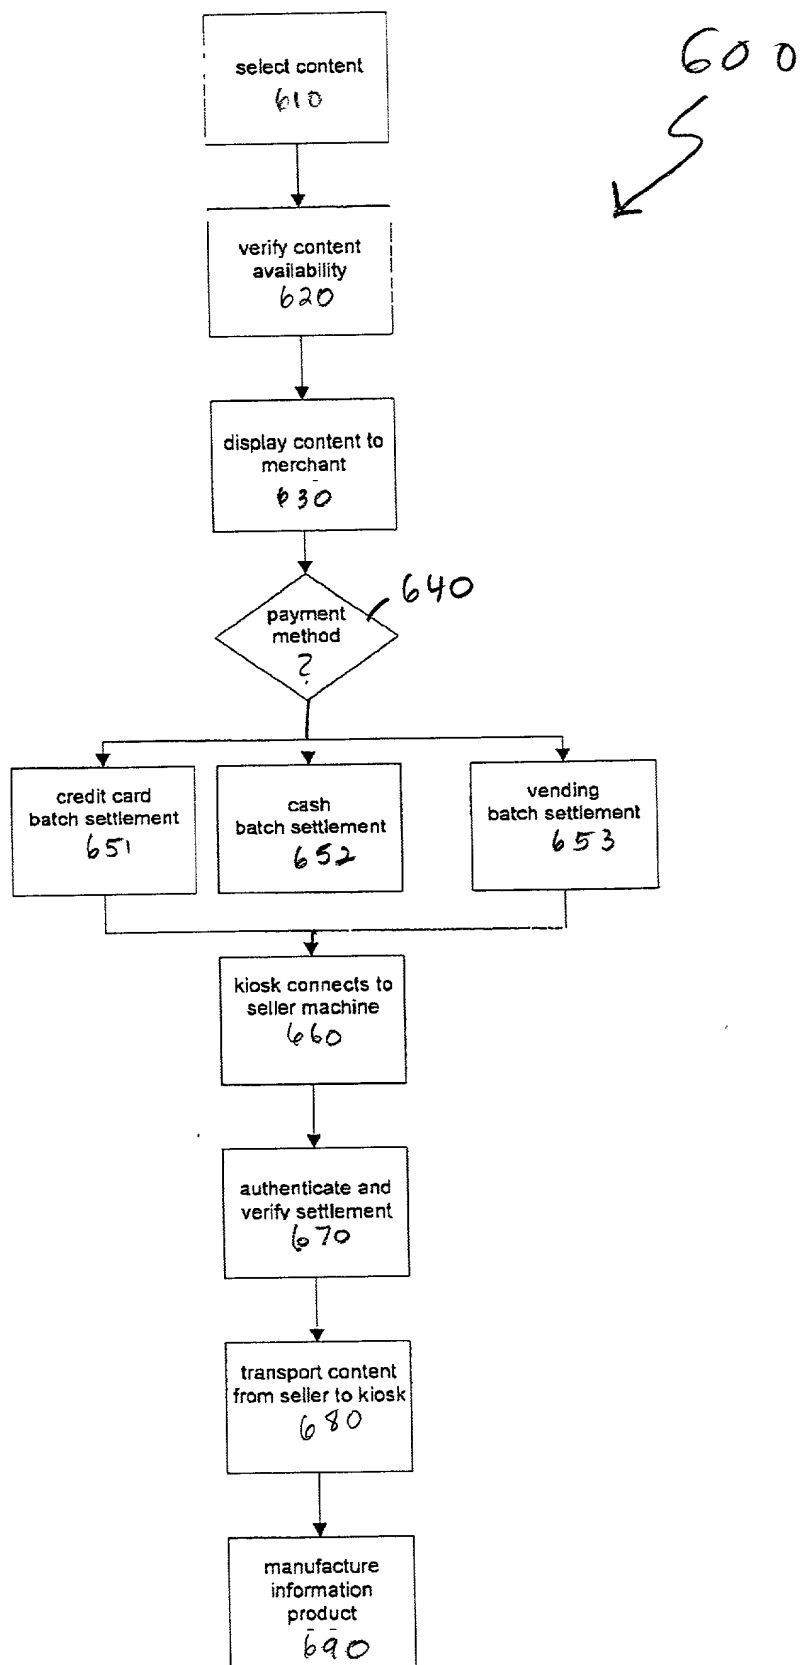 600
select content
610
verify content
availability
620
display content to
merchant
630
640
payment
method
?
credit card
batch settlement
651
cash
batch settlement
652
vending
batch settlement
653
kiosk connects to
seller machine
660
authenticate and
verify settlement
670
transport content
from seller to kiosk
680
manufacture
information
product
690